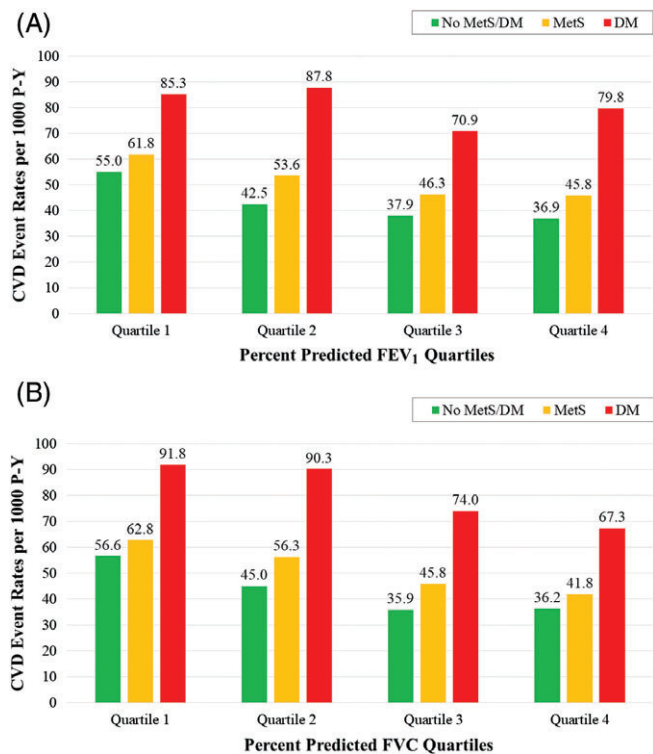 (A)
No MetS/DM MetS DM
CVD Event Rates per 1000 P-Y
100
90
80
70
60
50
40
30
20
10
0
55.0 61.8 85.3
42.5 53.6 87.8
37.9 46.3 70.9
36.9 45.8 79.8
Quartile 1 Quartile 2 Quartile 3 Quartile 4
Percent Predicted FEV₁ Quartiles
(B)
No MetS/DM MetS DM
CVD Event Rates per 1000 P-Y
100
90
80
70
60
50
40
30
20
10
0
56.6 62.8 91.8
45.0 56.3 90.3
35.9 45.8 74.0
36.2 41.8 67.3
Quartile 1 Quartile 2 Quartile 3 Quartile 4
Percent Predicted FVC Quartiles